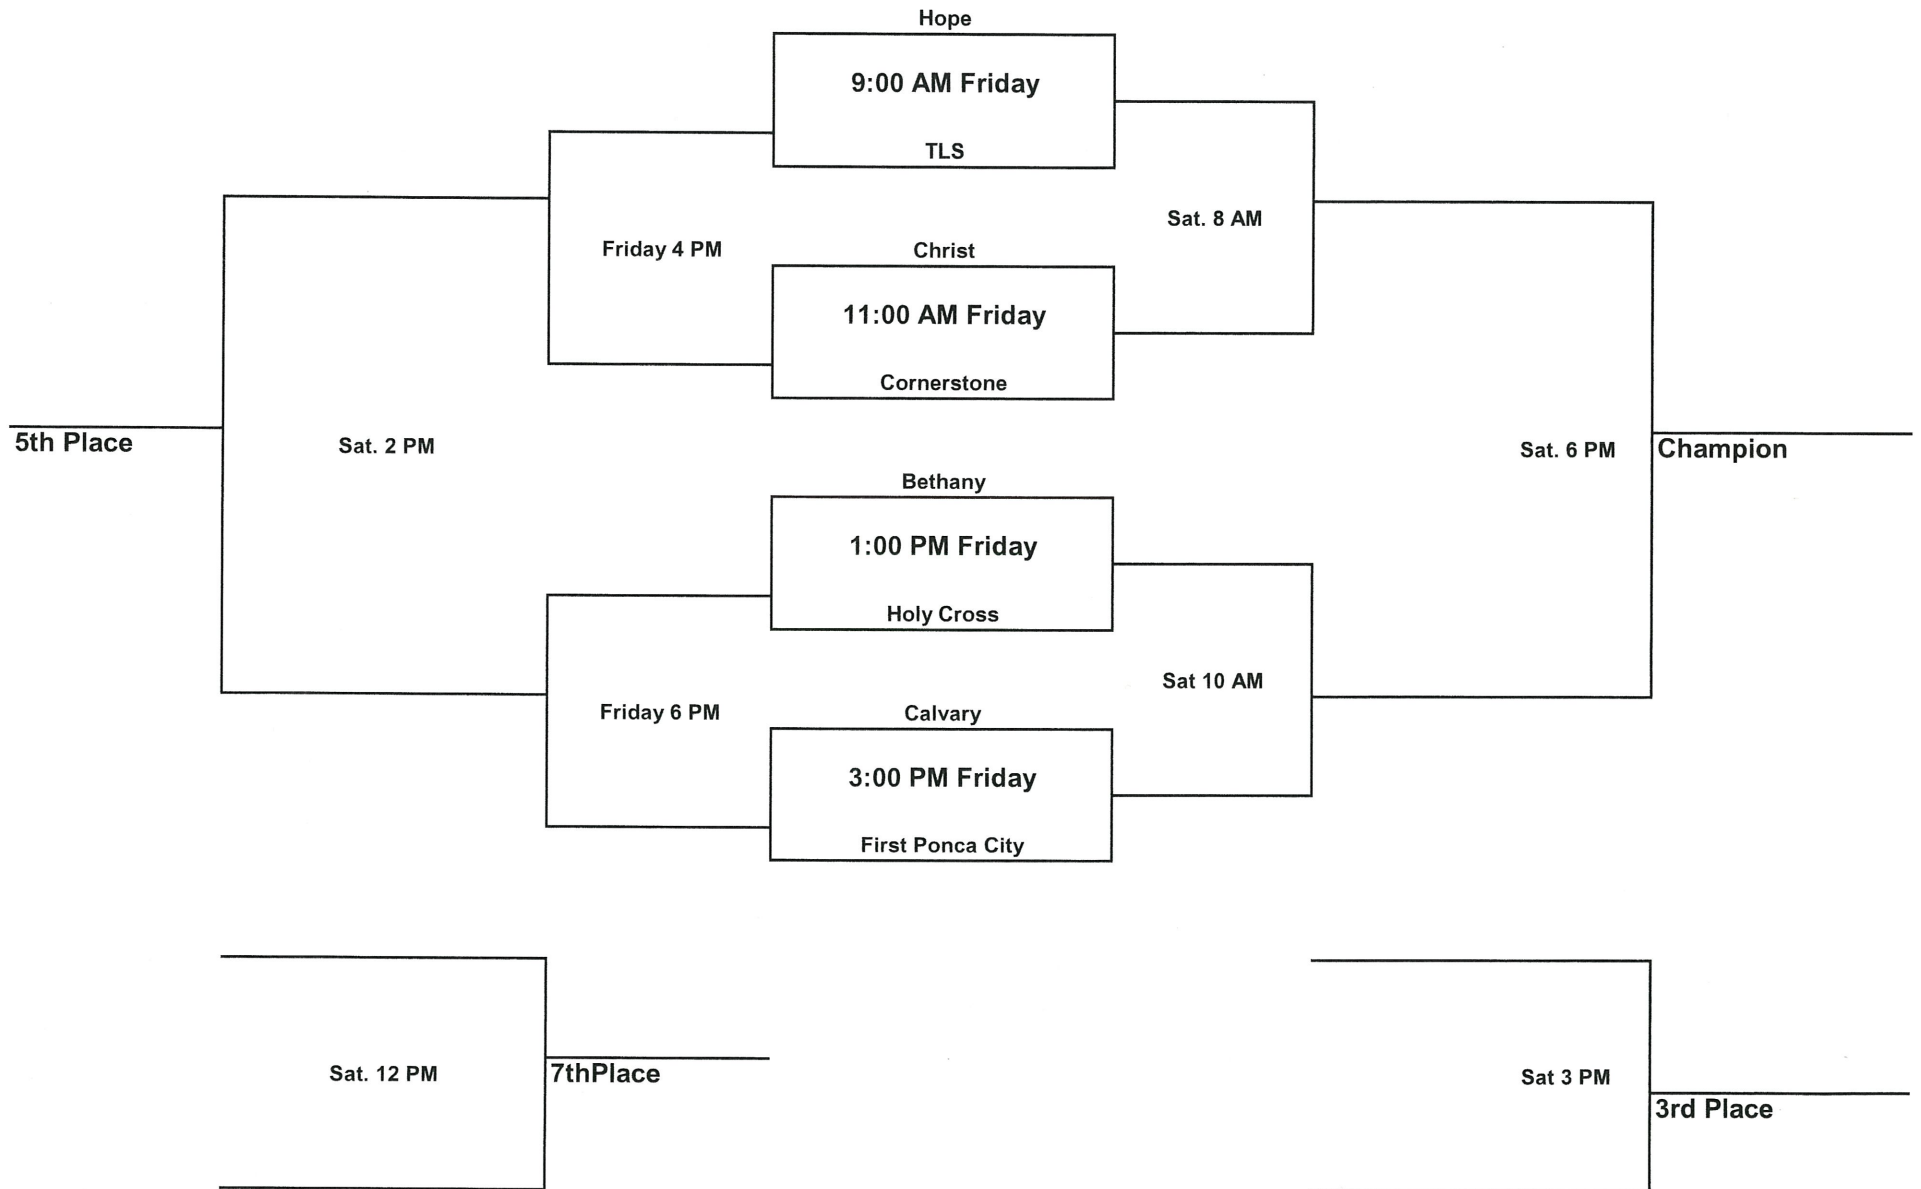 Hope
9:00 AM Friday
TLS
Sat. 8 AM
Friday 4 PM
Christ
11:00 AM Friday
Cornerstone
5th Place
Sat. 2 PM
Sat. 6 PM
Champion
Bethany
1:00 PM Friday
Holy Cross
Sat 10 AM
Friday 6 PM
Calvary
3:00 PM Friday
First Ponca City
Sat. 12 PM
7thPlace
Sat 3 PM
3rd Place